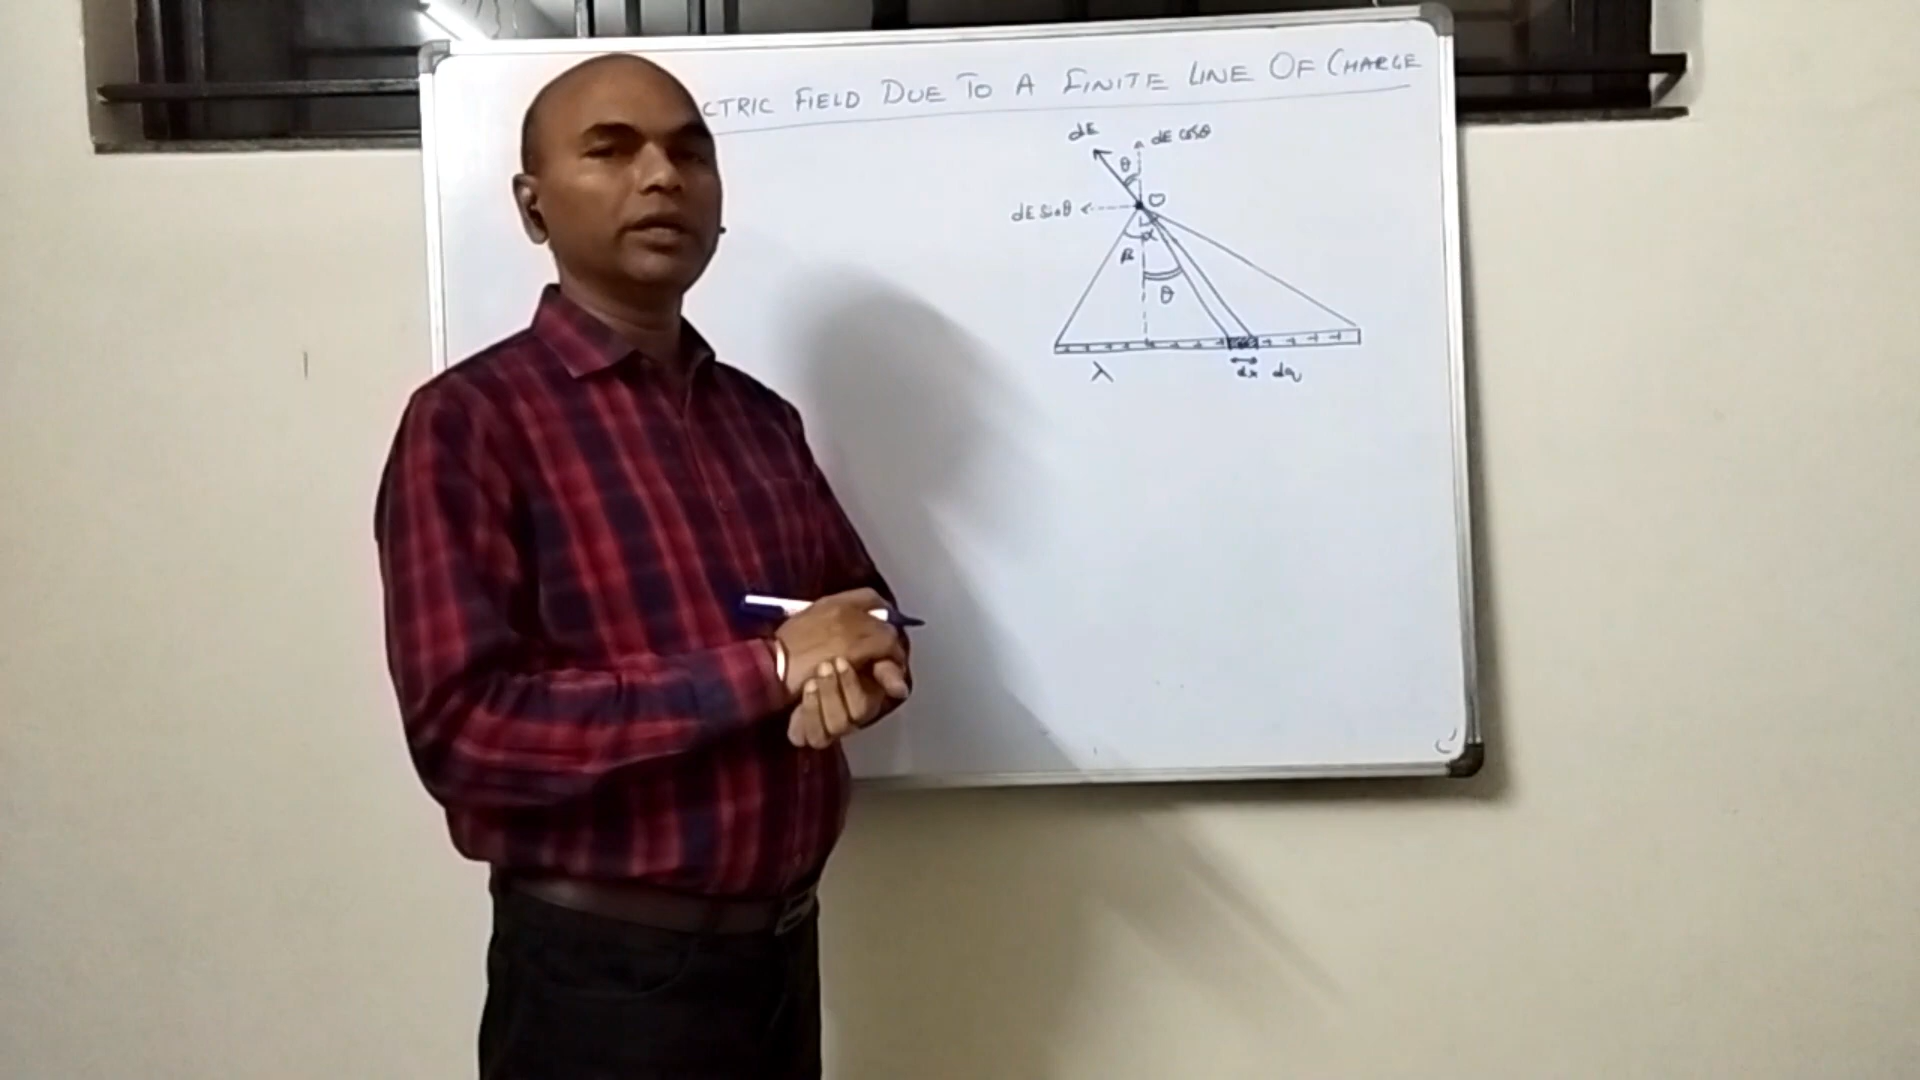 CTRIC FIELD DUE TO A FINITE LINE OF CHARGE
dE
dE cosθ
θ
dE sinθ
O
α
β
θ
λ
dx dq